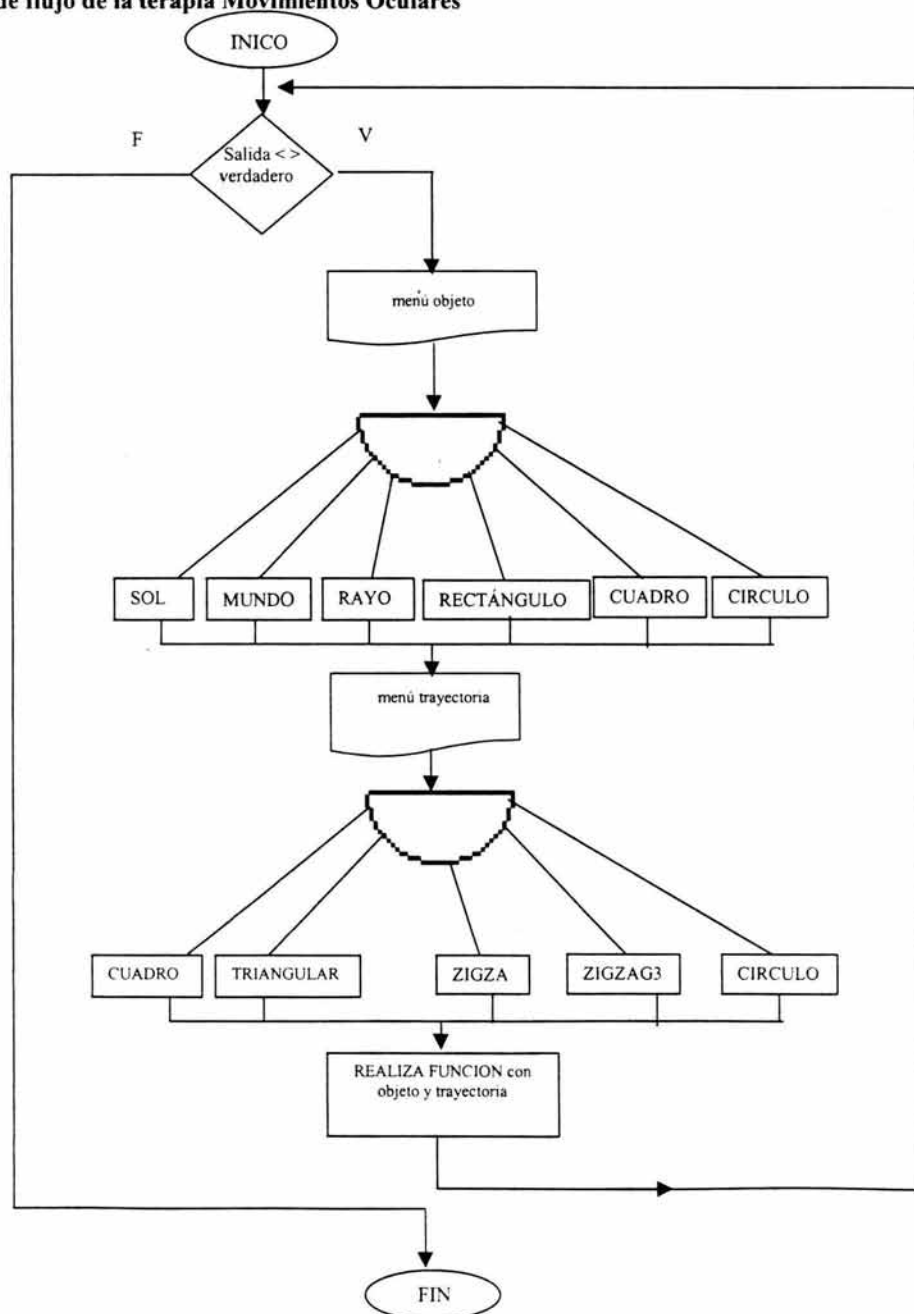 de flujo de la terapia Movimientos Oculares
INICO
F
V
Salida < >
verdadero
menú objeto
SOL
MUNDO
RAYO
RECTÁNGULO
CUADRO
CIRCULO
menú trayectoria
CUADRO
TRIANGULAR
ZIGZA
ZIGZAG3
CIRCULO
REALIZA FUNCION con
objeto y trayectoria
FIN